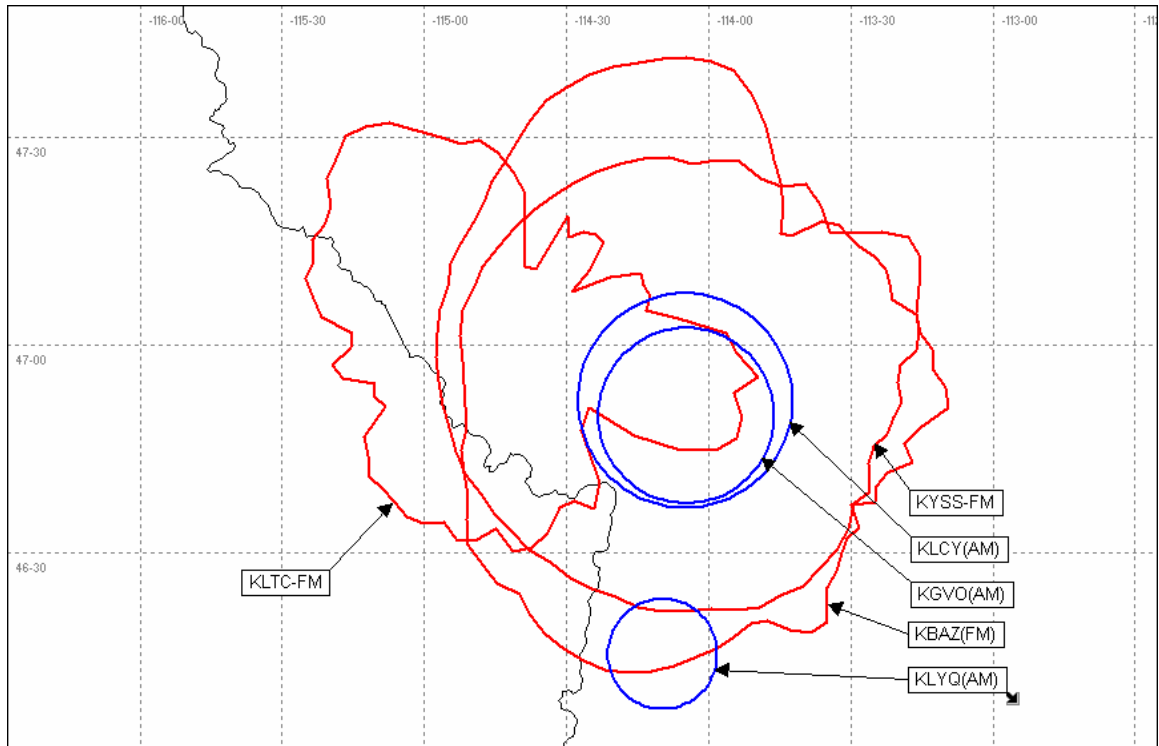 -116-00
-115-30
-115-00
-114-30
-114-00
-113-30
-113-00
47-30
47-00
KYSS-FM
KLCY(AM)
46-30
KLTC-FM
KGVO(AM)
KBAZ(FM)
KLYQ(AM)